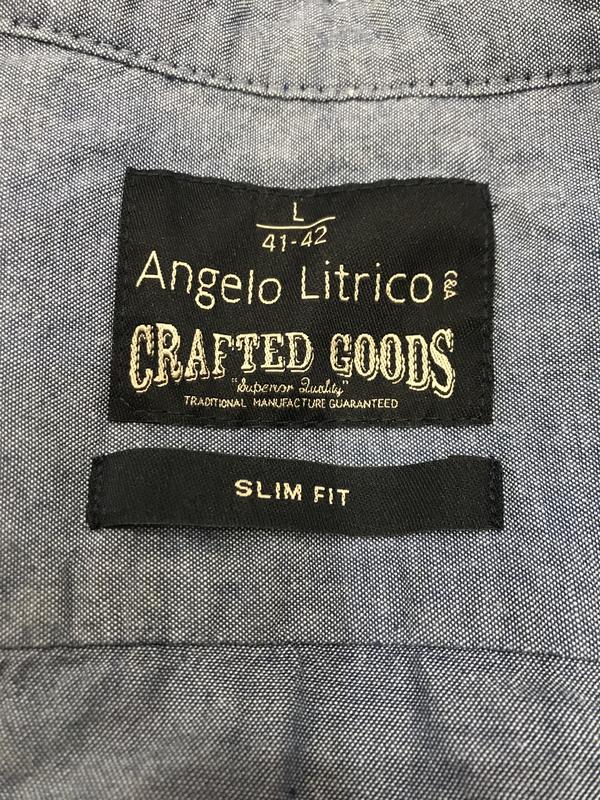 L
41-42
Angelo Litrico C&A
CRAFTED GOODS
"Superior Quality"
TRADITIONAL MANUFACTURE GUARANTEED
SLIM FIT